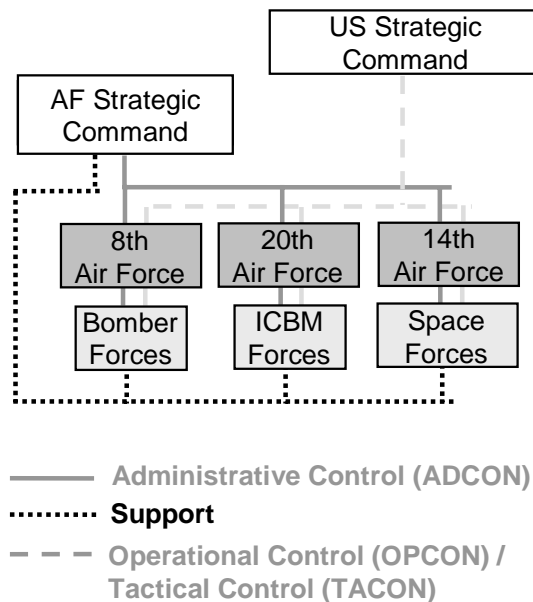 US Strategic
Command
AF Strategic
Command
8th
Air Force
20th
Air Force
14th
Air Force
Bomber
Forces
ICBM
Forces
Space
Forces
Administrative Control (ADCON)
Support
Operational Control (OPCON) /
Tactical Control (TACON)